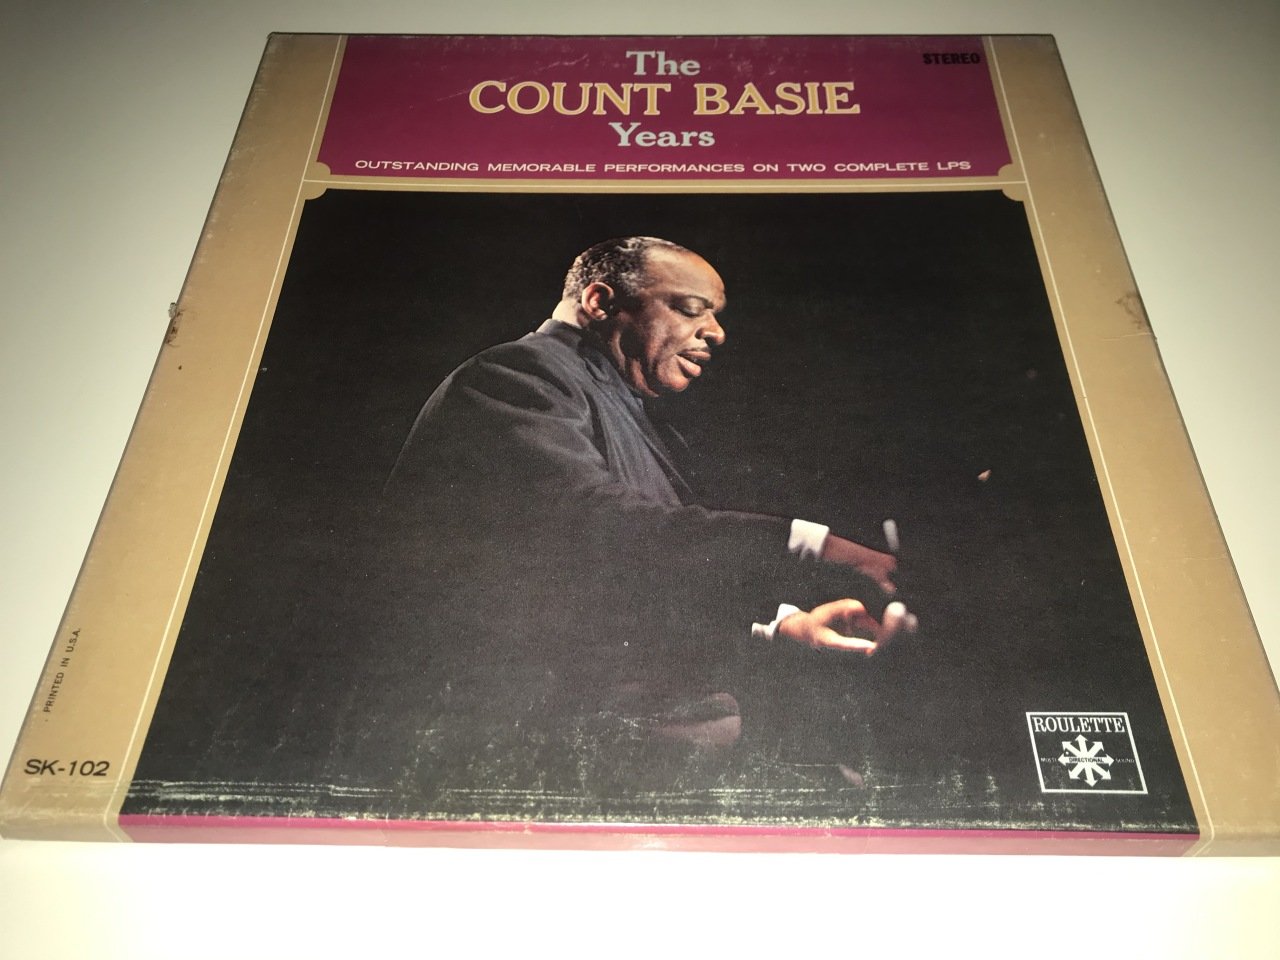 The
STEREO
COUNT BASIE
Years
OUTSTANDING MEMORABLE PERFORMANCES ON TWO COMPLETE LPS
PRINTED IN U.S.A.
SK-102
ROULETTE
MULTI DIRECTIONAL SOUND